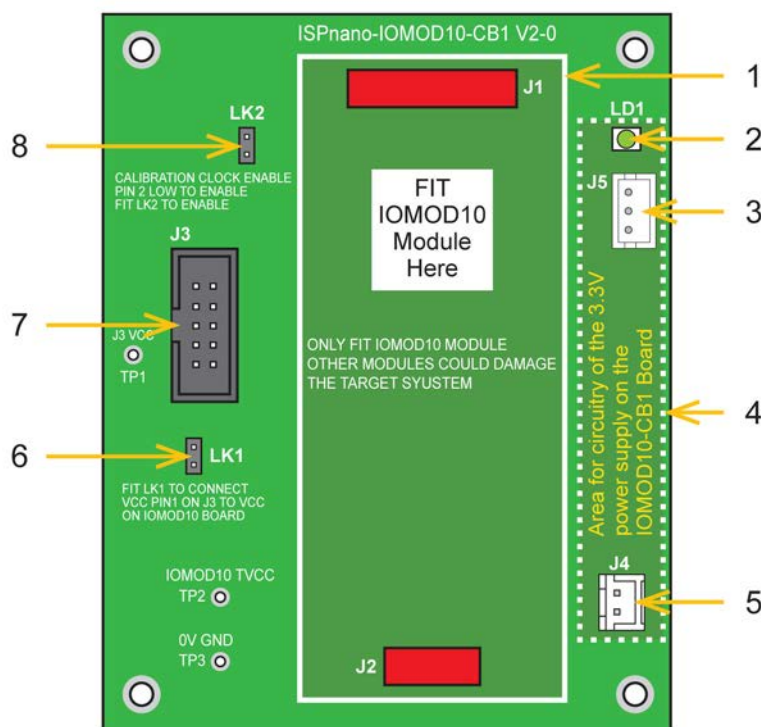 ISPnano-IOMOD10-CB1 V2-0
1
J1
LK2
LD1
8
2
CALIBRATION CLOCK ENABLE
PIN 2 LOW TO ENABLE
FIT LK2 TO ENABLE
J5
3
FIT
IOMOD10
Module
Here
J3
7
J3 VCC
TP1
ONLY FIT IOMOD10 MODULE
OTHER MODULES COULD DAMAGE
THE TARGET SYUSTEM
Area for circuitry of the 3.3V
power supply on the
IOMOD10-CB1 Board
4
6
LK1
FIT LK1 TO CONNECT
VCC PIN1 ON J3 TO VCC
ON IOMOD10 BOARD
J4
5
IOMOD10 TVCC
TP2
0V GND
TP3
J2